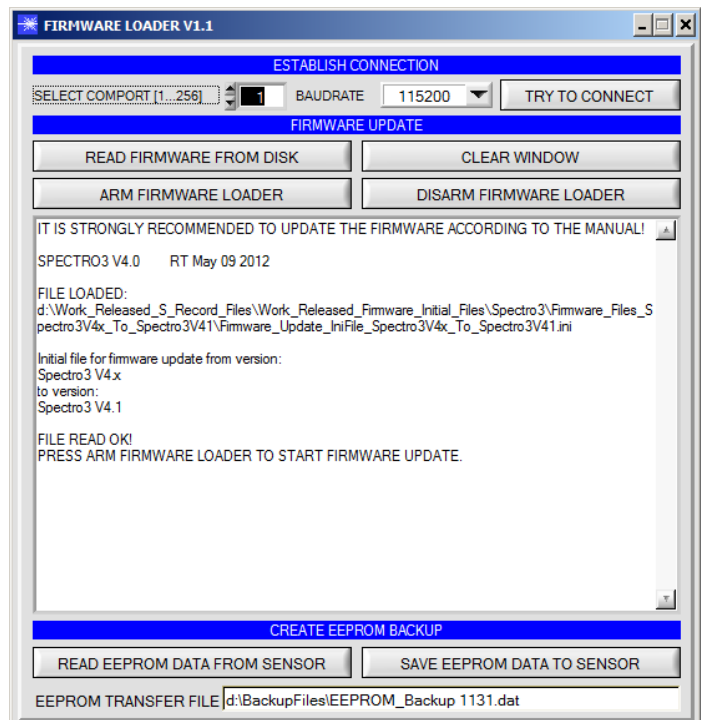 FIRMWARE LOADER V1.1
ESTABLISH CONNECTION
SELECT COMPORT [1...256] 1 BAUDRATE 115200 TRY TO CONNECT
FIRMWARE UPDATE
READ FIRMWARE FROM DISK CLEAR WINDOW
ARM FIRMWARE LOADER DISARM FIRMWARE LOADER
IT IS STRONGLY RECOMMENDED TO UPDATE THE FIRMWARE ACCORDING TO THE MANUAL!
SPECTRO3 V4.0 RT May 09 2012
FILE LOADED:
d:\Work_Released_S_Record_Files\Work_Released_Firmware_Initial_Files\Spectro3\Firmware_Files_S
pectro3V4x_To_Spectro3V41\Firmware_Update_IniFile_Spectro3V4x_To_Spectro3V41.ini
Initial file for firmware update from version:
Spectro3 V4.x
to version:
Spectro3 V4.1
FILE READ OK!
PRESS ARM FIRMWARE LOADER TO START FIRMWARE UPDATE.
CREATE EEPROM BACKUP
READ EEPROM DATA FROM SENSOR SAVE EEPROM DATA TO SENSOR
EEPROM TRANSFER FILE d:\BackupFiles\EEPROM_Backup 1131.dat